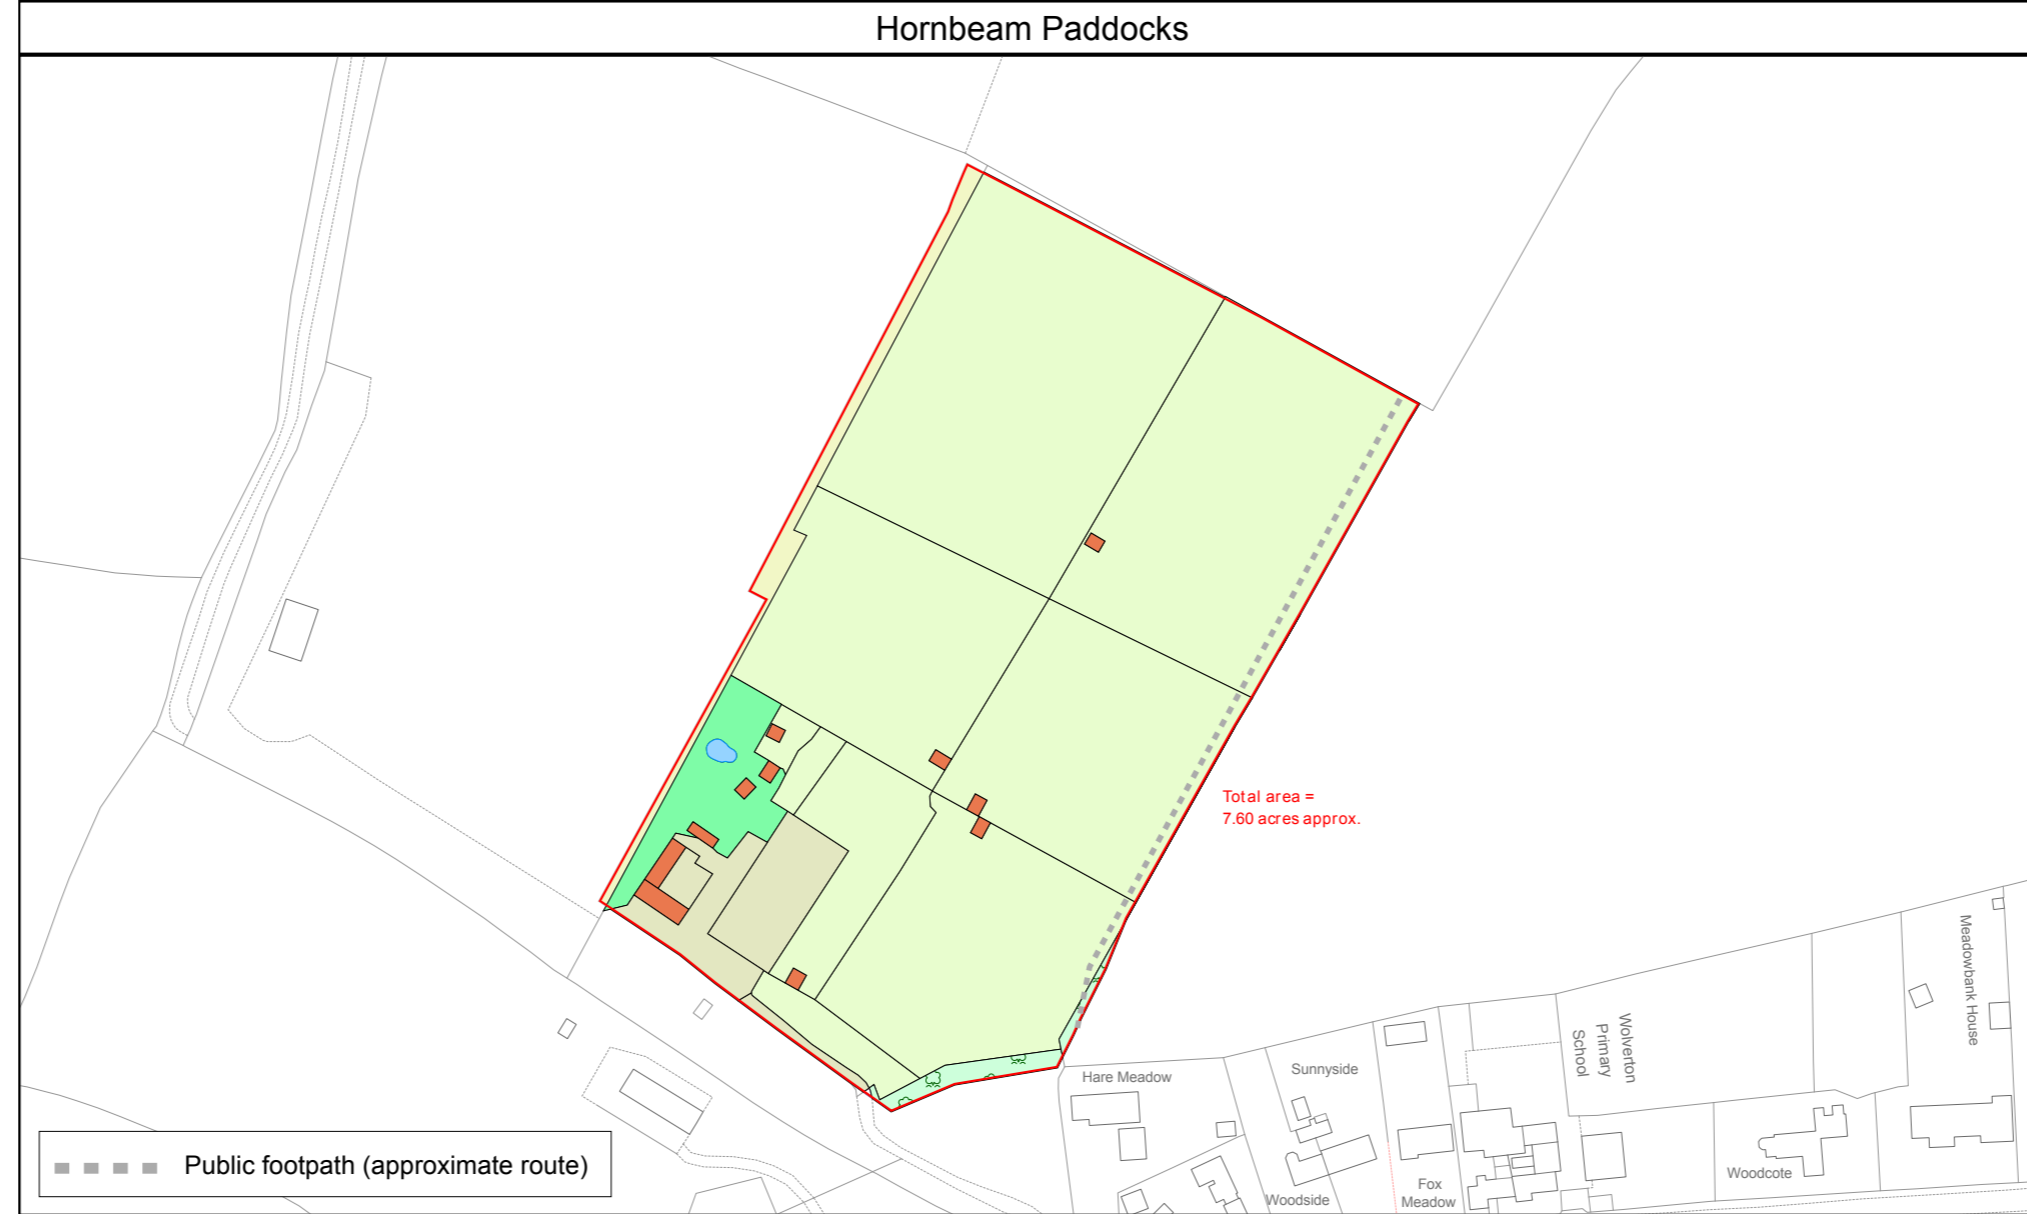 Hornbeam Paddocks
Total area =
7.60 acres approx.
Meadowbank House
Wolverton
Primary
School
Sunnyside
Hare Meadow
Woodcote
Fox
Meadow
Woodside
Public footpath (approximate route)